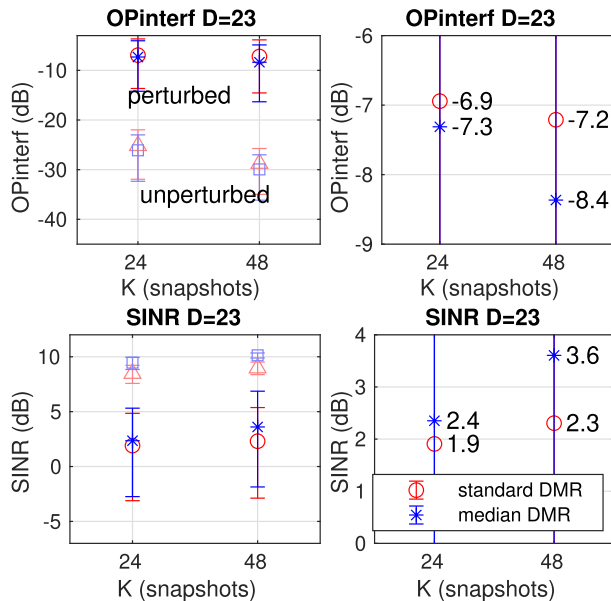 OPinterf D=23
OPinterf (dB)
-10
-20
-30
-40
perturbed
unperturbed
24
48
K (snapshots)
OPinterf D=23
OPinterf (dB)
-6
-7
-8
-9
-6.9
-7.3
-7.2
-8.4
24
48
K (snapshots)
SINR D=23
SINR (dB)
10
5
0
-5
24
48
K (snapshots)
SINR D=23
SINR (dB)
4
3
2
1
0
3.6
2.4
2.3
1.9
standard DMR
median DMR
24
48
K (snapshots)